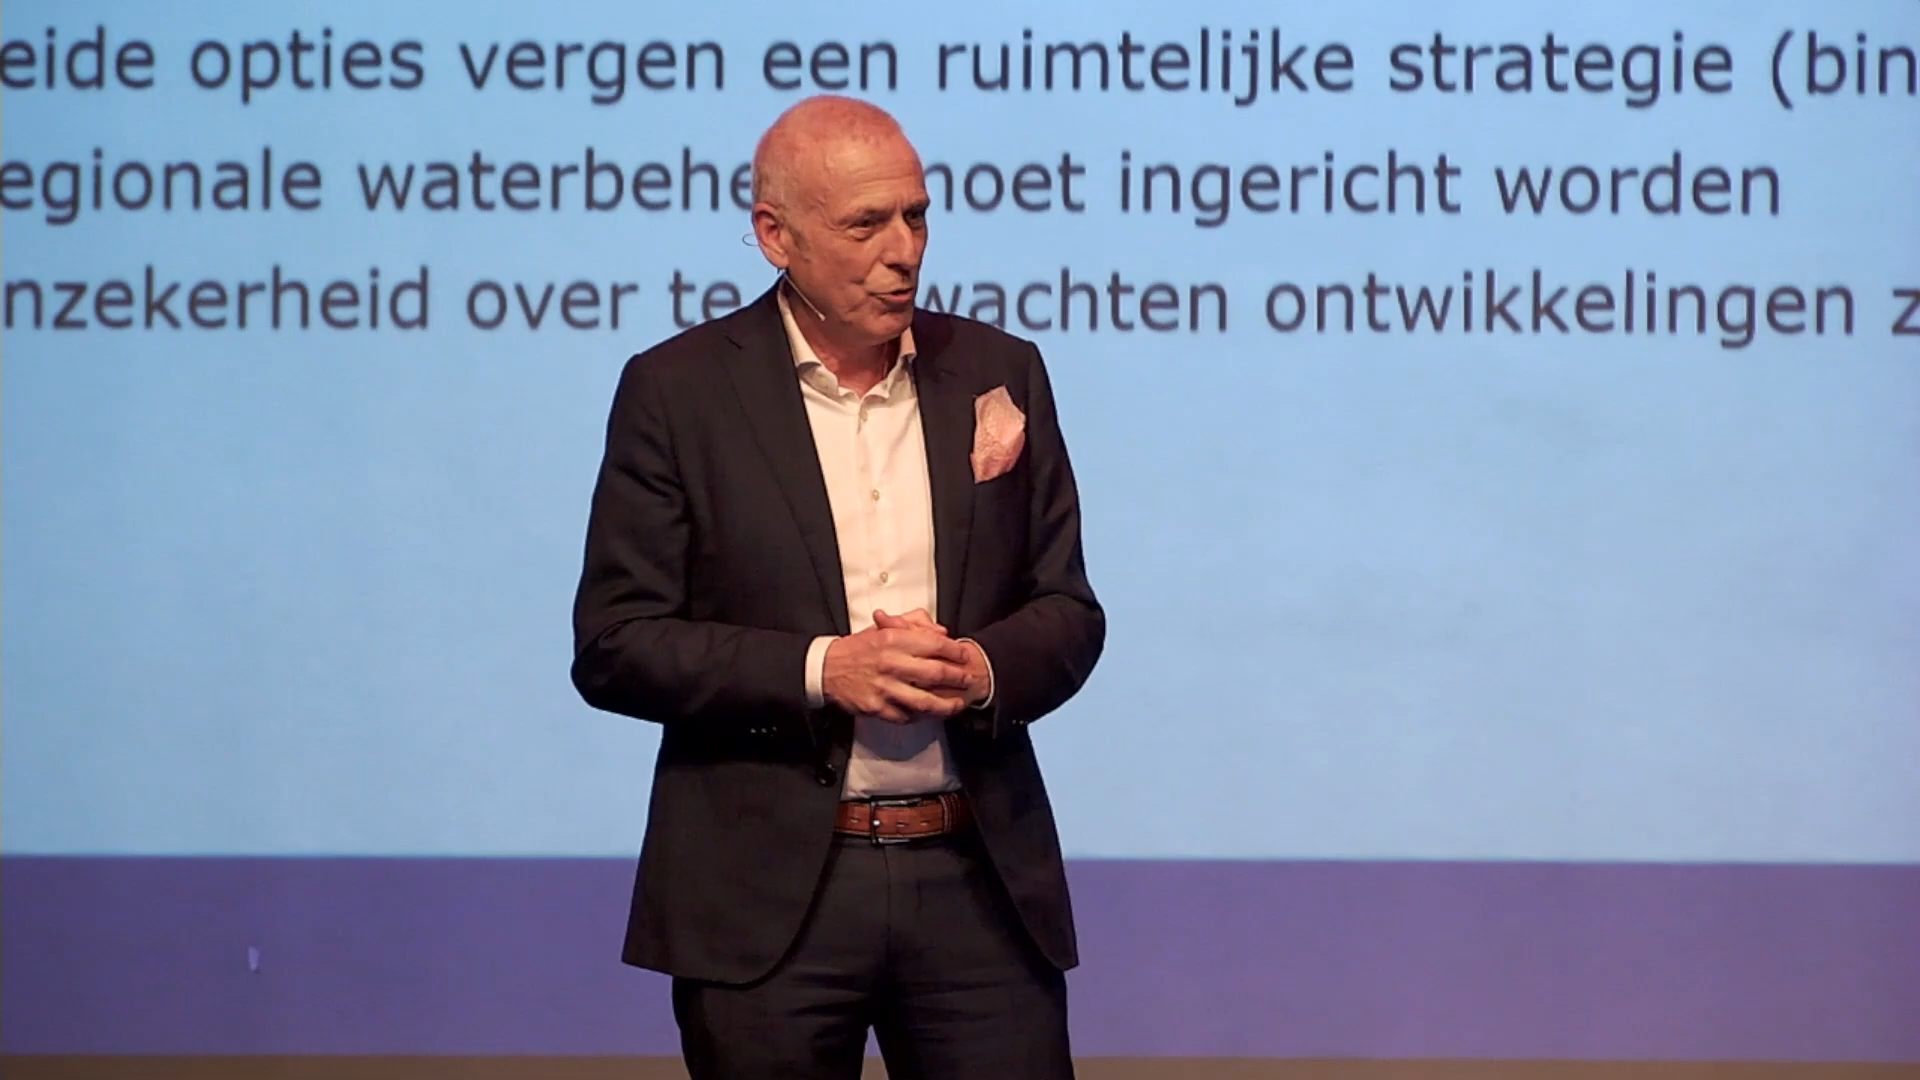 eide opties vergen een ruimtelijke strategie (bin
egionale waterbehe moet ingericht worden
nzekerheid over te wachten ontwikkelingen z